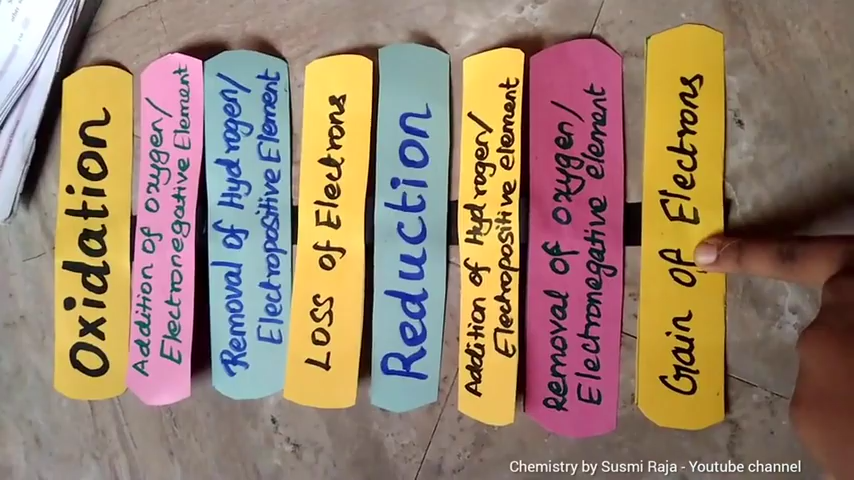 Oxidation
Addition of oxygen/
Electronegative Element
Removal of Hydrogen/
Electropositive Element
Loss of Electrons
Reduction
Addition of Hydrogen/
Electropositive element
Removal of oxygen/
Electronegative element
Gain of Electrons
Chemistry by Susmi Raja - Youtube channel